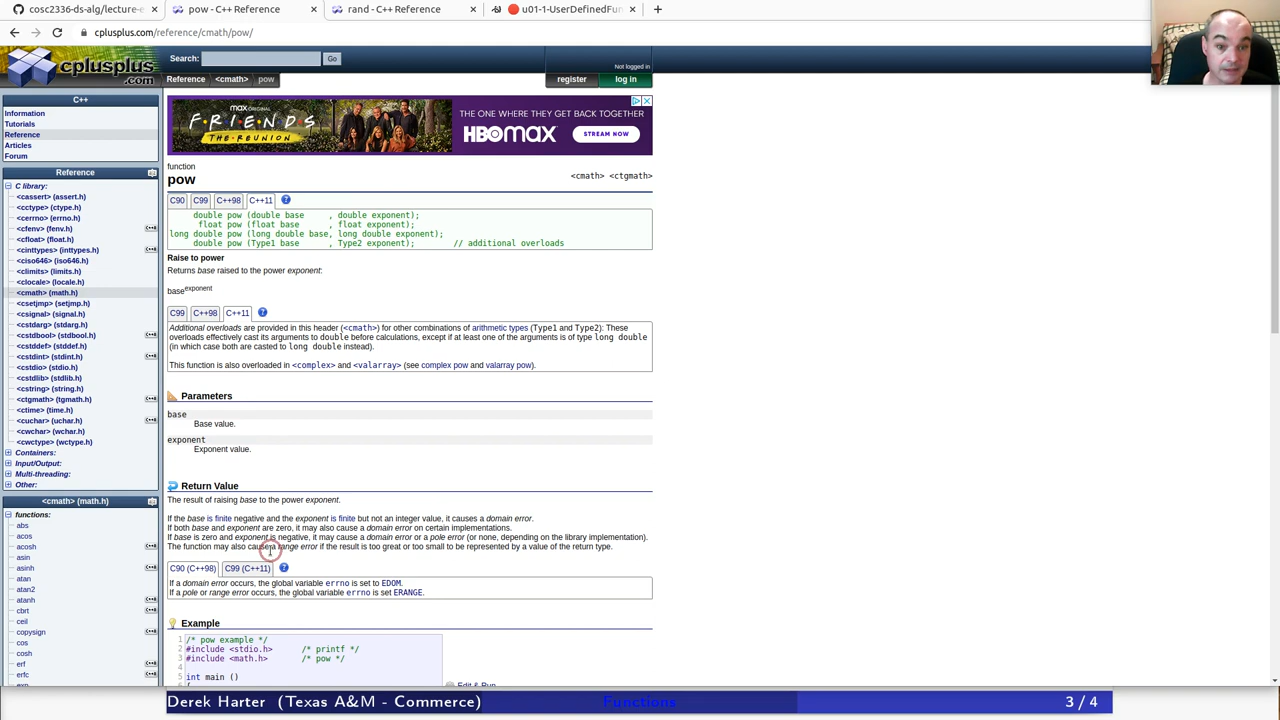 cosc2336-ds-alg/lecture-e
pow - C++ Reference
rand - C++ Reference
u01-1-UserDefinedFun
cplusplus.com/reference/cmath/pow/
cplusplus
.com
Search:
Go
Not logged in
Reference
<cmath>
pow
register
log in
C++
Information
Tutorials
Reference
Articles
Forum
Reference
C library:
<cassert> (assert.h)
<cctype> (ctype.h)
<cerrno> (errno.h)
<cfenv> (fenv.h)
<cfloat> (float.h)
<cinttypes> (inttypes.h)
<ciso646> (iso646.h)
<climits> (limits.h)
<clocale> (locale.h)
<cmath> (math.h)
<csetjmp> (setjmp.h)
<csignal> (signal.h)
<cstdarg> (stdarg.h)
<cstdbool> (stdbool.h)
<cstddef> (stddef.h)
<cstdint> (stdint.h)
<cstdio> (stdio.h)
<cstdlib> (stdlib.h)
<cstring> (string.h)
<ctgmath> (tgmath.h)
<ctime> (time.h)
<cuchar> (uchar.h)
<cwchar> (wchar.h)
<cwctype> (wctype.h)
Containers:
Input/Output:
Multi-threading:
Other:
<cmath> (math.h)
functions:
abs
acos
acosh
asin
asinh
atan
atan2
atanh
cbrt
ceil
copysign
cos
cosh
erf
erfc
exp
max ORIGINAL
FRIENDS
THE REUNION
THE ONE WHERE THEY GET BACK TOGETHER
HBOMAX
STREAM NOW
function
pow
<cmath> <ctgmath>
C90 C99 C++98 C++11
double pow (double base , double exponent);
float pow (float base , float exponent);
long double pow (long double base, long double exponent);
double pow (Type1 base , Type2 exponent); // additional overloads
Raise to power
Returns base raised to the power exponent:
base^exponent
C99 C++98 C++11
Additional overloads are provided in this header (<cmath>) for other combinations of arithmetic types (Type1 and Type2): These
overloads effectively cast its arguments to double before calculations, except if at least one of the arguments is of type long double
(in which case both are casted to long double instead).
This function is also overloaded in <complex> and <valarray> (see complex pow and valarray pow).
Parameters
base
Base value.
exponent
Exponent value.
Return Value
The result of raising base to the power exponent.
If the base is finite negative and the exponent is finite but not an integer value, it causes a domain error.
If both base and exponent are zero, it may also cause a domain error on certain implementations.
If base is zero and exponent is negative, it may cause a domain error or a pole error (or none, depending on the library implementation).
The function may also cause a range error if the result is too great or too small to be represented by a value of the return type.
C90 (C++98) C99 (C++11)
If a domain error occurs, the global variable errno is set to EDOM.
If a pole or range error occurs, the global variable errno is set ERANGE.
Example
1 /* pow example */
2 #include <stdio.h> /* printf */
3 #include <math.h> /* pow */
4
5 int main ()
Edit & Run
Derek Harter (Texas A&M - Commerce)
Functions
3 / 4